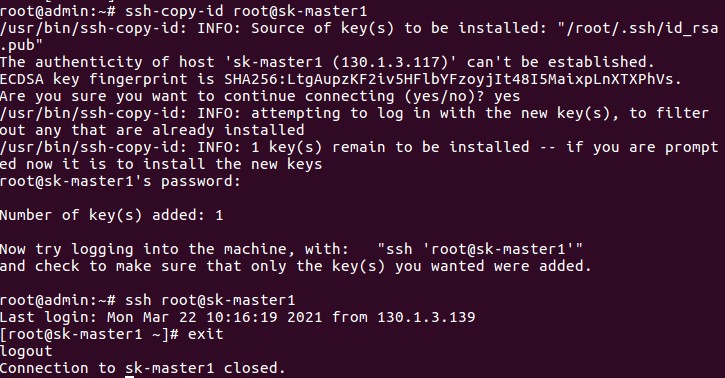 root@admin:~# ssh-copy-id root@sk-master1
/usr/bin/ssh-copy-id: INFO: Source of key(s) to be installed: "/root/.ssh/id_rsa
.pub"
The authenticity of host 'sk-master1 (130.1.3.117)' can't be established.
ECDSA key fingerprint is SHA256:LtgAupzKF2iv5HFlbYFzoyjIt48I5MaixpLnXTXPhVs.
Are you sure you want to continue connecting (yes/no)? yes
/usr/bin/ssh-copy-id: INFO: attempting to log in with the new key(s), to filter
out any that are already installed
/usr/bin/ssh-copy-id: INFO: 1 key(s) remain to be installed -- if you are prompt
ed now it is to install the new keys
root@sk-master1's password:
Number of key(s) added: 1
Now try logging into the machine, with:   "ssh 'root@sk-master1'"
and check to make sure that only the key(s) you wanted were added.
root@admin:~# ssh root@sk-master1
Last login: Mon Mar 22 10:16:19 2021 from 130.1.3.139
[root@sk-master1 ~]# exit
logout
Connection to sk-master1 closed.